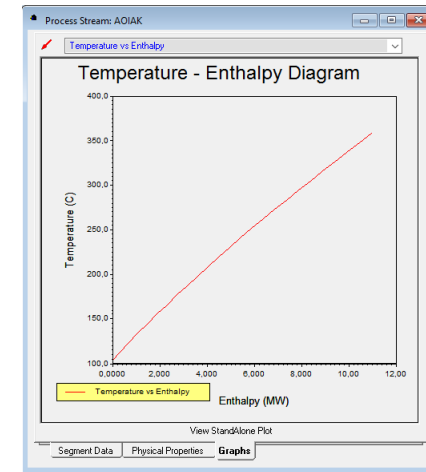 Process Stream: AOIAK
Temperature vs Enthalpy
Temperature - Enthalpy Diagram
400,0
350,0
300,0
250,0
200,0
150,0
100,0
Temperature (C)
0,0000 2,000 4,000 6,000 8,000 10,00 12,00
Temperature vs Enthalpy
Enthalpy (MW)
View StandAlone Plot
Segment Data Physical Properties Graphs